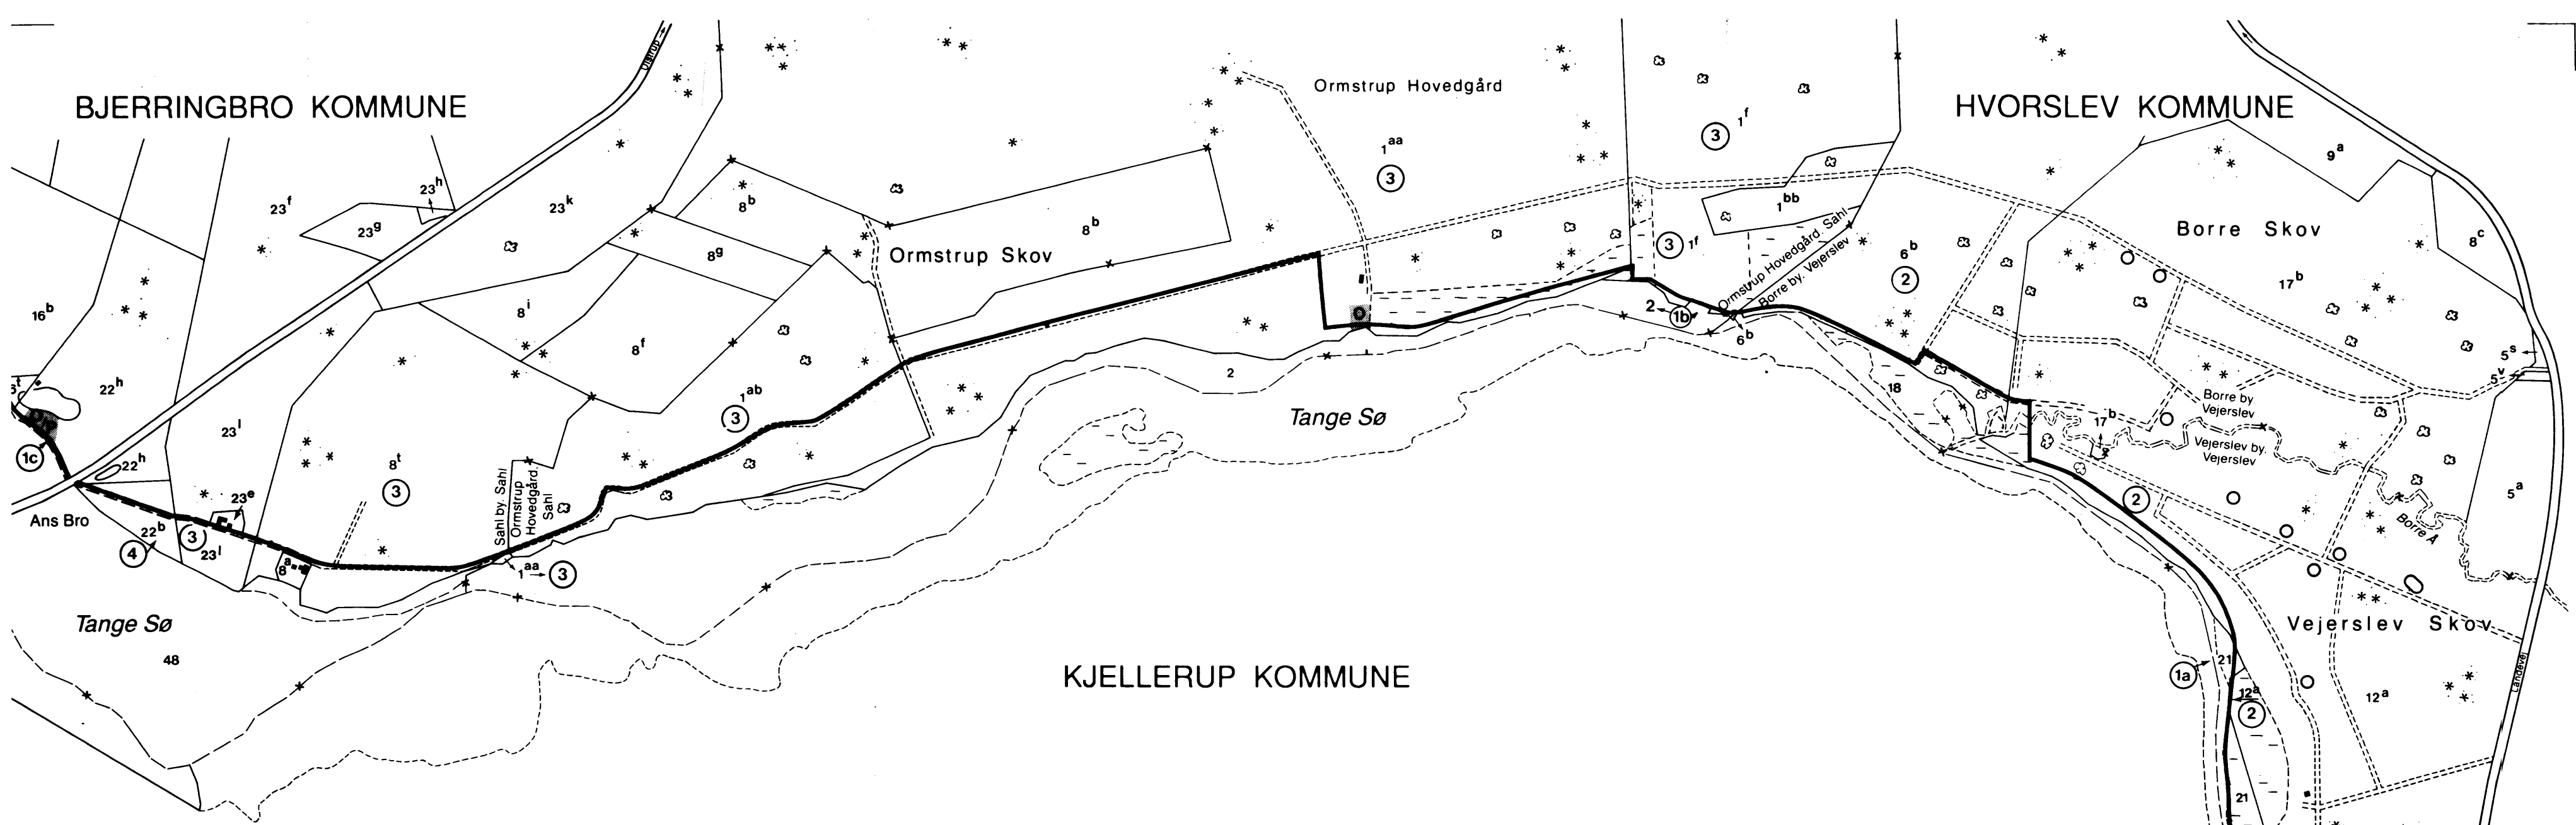 Ulstrup
BJERRINGBRO KOMMUNE
HVORSLEV KOMMUNE
Ormstrup Hovedgård
1aa
3
3
1f
9a
23h
23f
23g
23k
8b
8b
8g
1bb
Ormstrup Hovedgård. Sahl
Borre by. Vejerslev
6b
2
Borre Skov
8c
17b
Ormstrup Skov
3
1f
16b
8i
8f
2
1b
6b
5s
5v
22h
2
18
Tange Sø
1ab
3
Borre by
Vejerslev
17b
Vejerslev by.
Vejerslev
23l
1c
22h
8t
3
23e
Sahl by. Sahl
Ormstrup
Hovedgård.
Sahl
2
5a
Borre Å
Ans Bro
22b
4
3
23l
8a
1aa
3
Tange Sø
48
KJELLERUP KOMMUNE
Vejerslev Skov
Landevej
1a
21
12a
2
12a
21